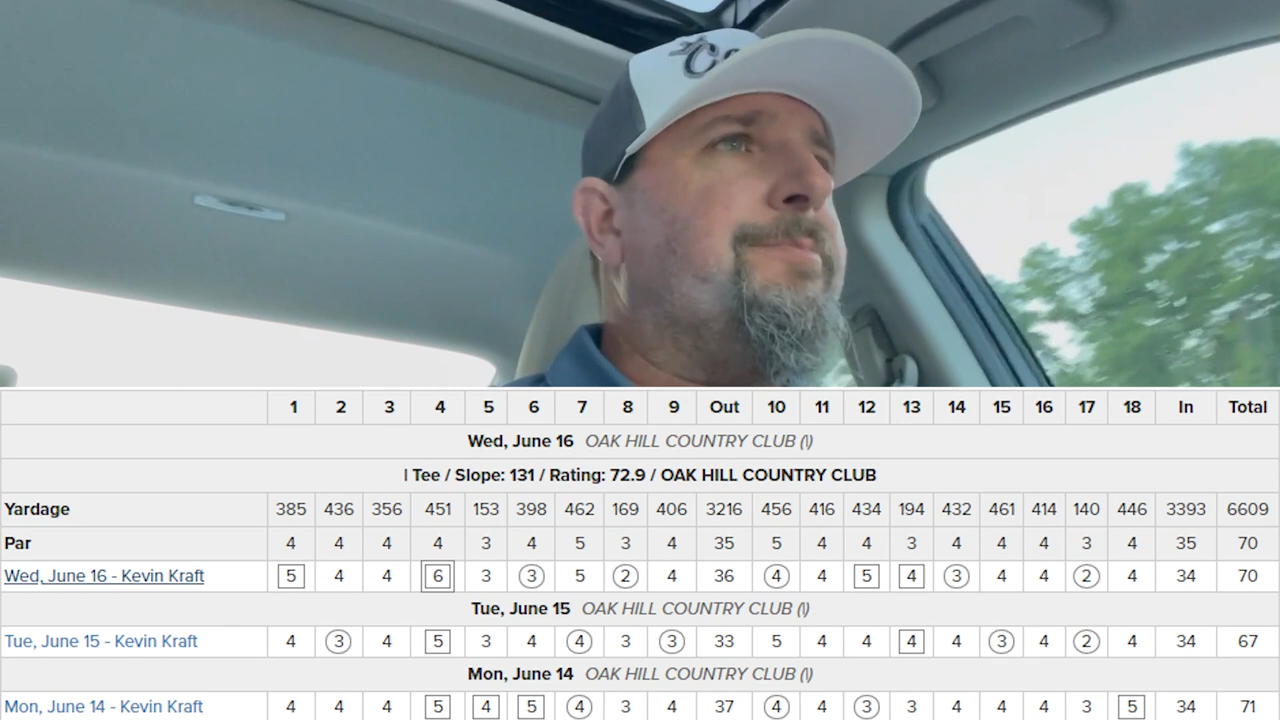 1 2 3 4 5 6 7 8 9 Out 10 11 12 13 14 15 16 17 18 In Total
Wed, June 16 OAK HILL COUNTRY CLUB (\)
I Tee / Slope: 131 / Rating: 72.9 / OAK HILL COUNTRY CLUB
Yardage 385 436 356 451 153 398 462 169 406 3216 456 416 434 194 432 461 414 140 446 3393 6609
Par 4 4 4 4 3 4 5 3 4 35 5 4 4 3 4 4 4 3 4 35 70
Wed, June 16 - Kevin Kraft 5 4 4 6 3 3 5 2 4 36 4 4 5 4 3 4 4 2 4 34 70
Tue, June 15 OAK HILL COUNTRY CLUB (\)
Tue, June 15 - Kevin Kraft 4 3 4 5 3 4 4 3 3 33 5 4 4 4 4 3 4 2 4 34 67
Mon, June 14 OAK HILL COUNTRY CLUB (\)
Mon, June 14 - Kevin Kraft 4 4 4 5 4 5 4 3 4 37 4 4 3 3 4 4 4 3 5 34 71